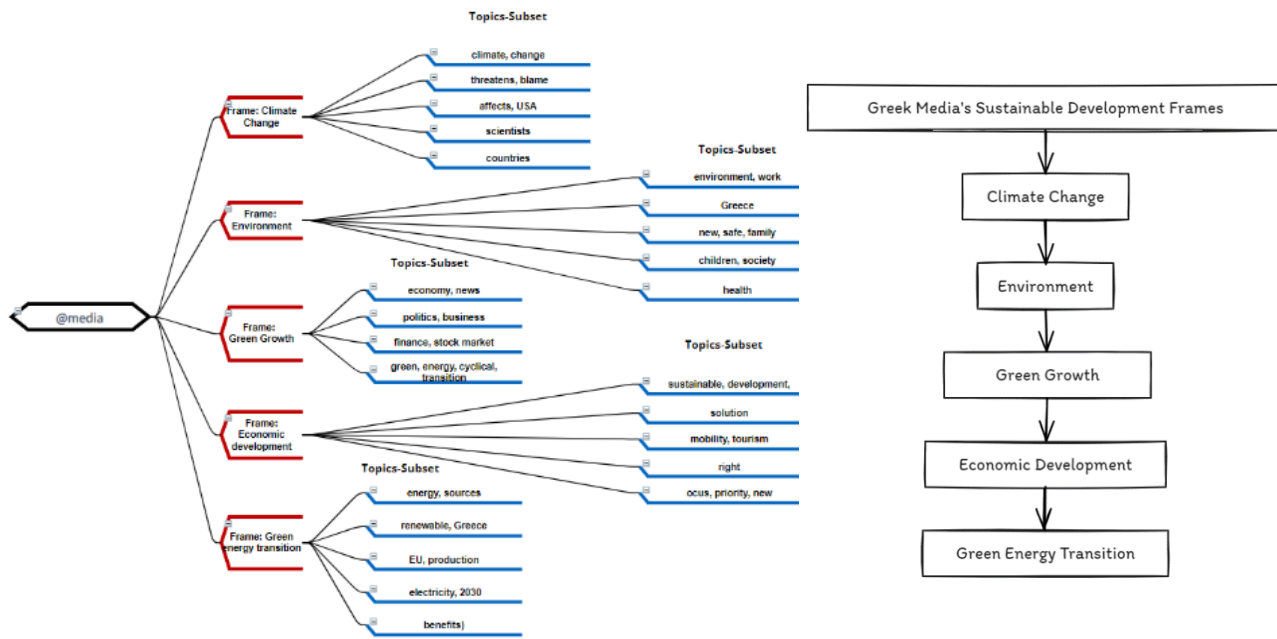 Topics-Subset
climate, change
threatens, blame
affects, USA
scientists
countries
Frame: Climate
Change
Topics-Subset
environment, work
Greece
new, safe, family
children, society
health
Frame:
Environment
Topics-Subset
economy, news
politics, business
finance, stock market
green, energy, cyclical,
transition
Frame:
Green Growth
@media
Topics-Subset
sustainable, development,
solution
mobility, tourism
right
ocus, priority, new
Frame:
Economic
development
Topics-Subset
energy, sources
renewable, Greece
EU, production
electricity, 2030
benefits)
Frame: Green
energy transition
Greek Media's Sustainable Development Frames
Climate Change
Environment
Green Growth
Economic Development
Green Energy Transition